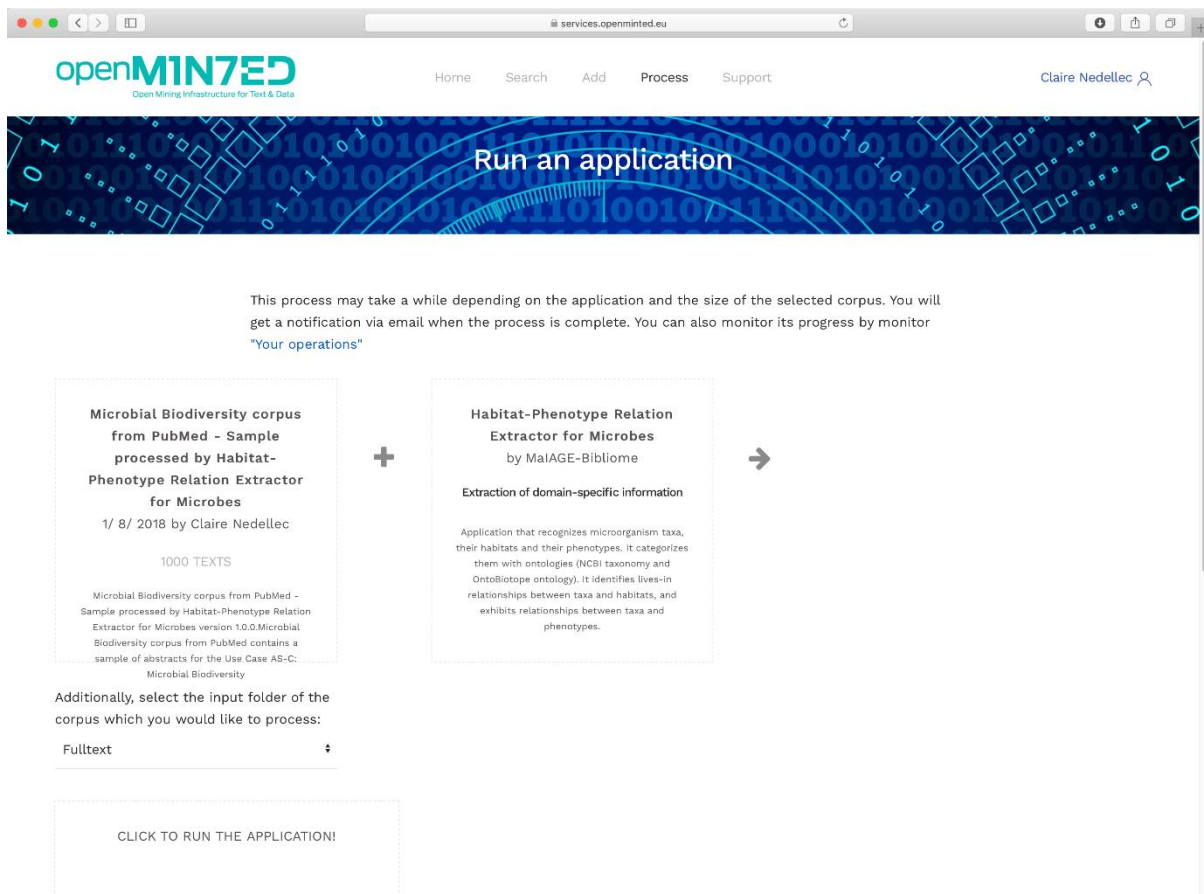 services.openminted.eu
openM1N7ED
Open Mining Infrastructure for Text & Data
Home Search Add Process Support
Claire Nedellec
Run an application
This process may take a while depending on the application and the size of the selected corpus. You will
get a notification via email when the process is complete. You can also monitor its progress by monitor
"Your operations"
Microbial Biodiversity corpus
from PubMed - Sample
processed by Habitat-
Phenotype Relation Extractor
for Microbes
1/ 8/ 2018 by Claire Nedellec
1000 TEXTS
Microbial Biodiversity corpus from PubMed -
Sample processed by Habitat-Phenotype Relation
Extractor for Microbes version 1.0.0.Microbial
Biodiversity corpus from PubMed contains a
sample of abstracts for the Use Case AS-C:
Microbial Biodiversity
Habitat-Phenotype Relation
Extractor for Microbes
by MaIAGE-Bibliome
Extraction of domain-specific information
Application that recognizes microorganism taxa,
their habitats and their phenotypes. It categorizes
them with ontologies (NCBI taxonomy and
OntoBiotope ontology). It identifies lives-in
relationships between taxa and habitats, and
exhibits relationships between taxa and
phenotypes.
Additionally, select the input folder of the
corpus which you would like to process:
Fulltext
CLICK TO RUN THE APPLICATION!